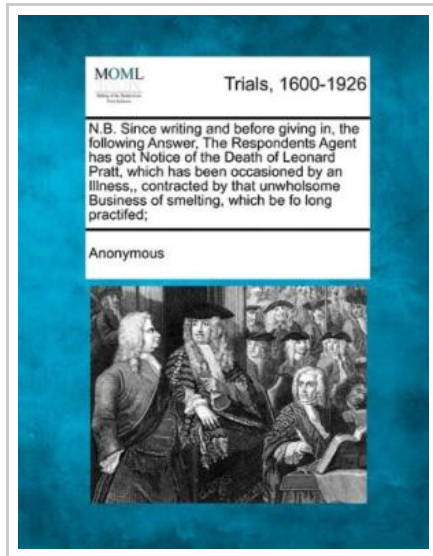 MOML
Trials, 1600-1926
N.B. Since writing and before giving in, the
following Answer, The Respondents Agent
has got Notice of the Death of Leonard
Pratt, which has been occasioned by an
Illness,, contracted by that unwholsome
Business of smelting, which be fo long
practifed;
Anonymous